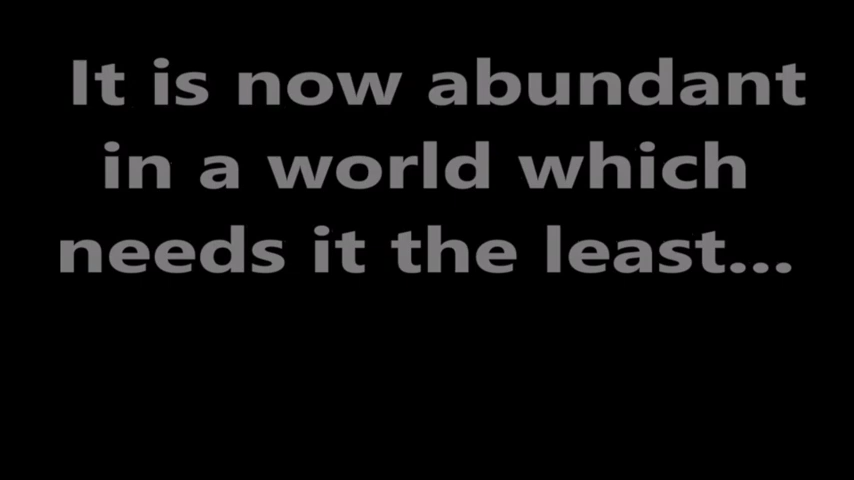 It is now abundant
in a world which
needs it the least...